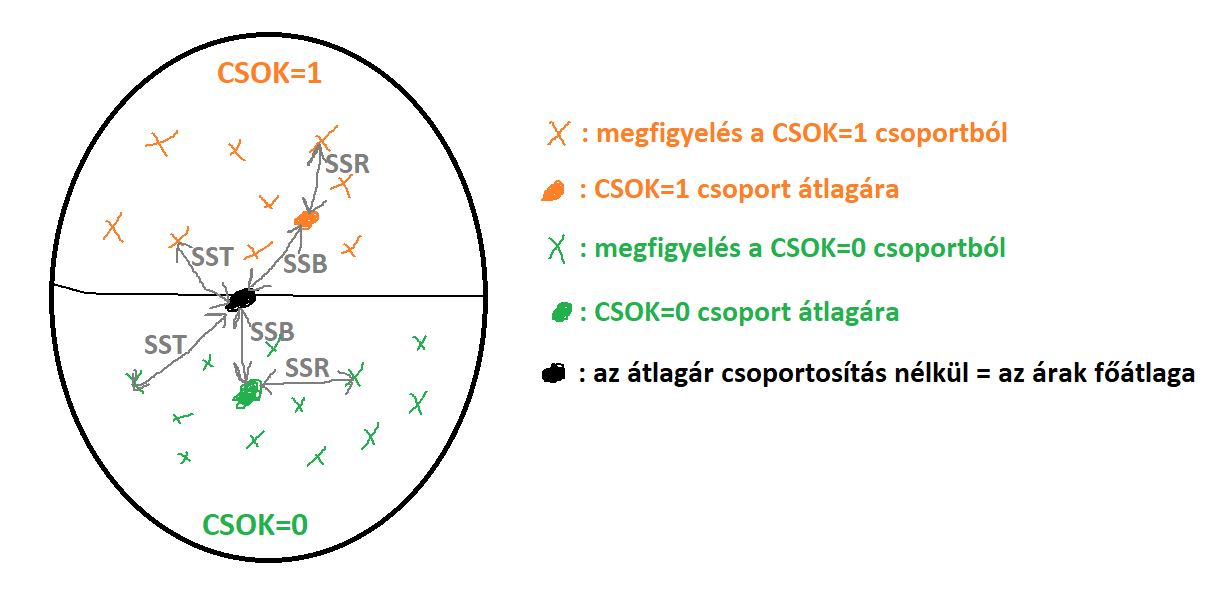 CSOK=1
SSR
SST
SSB
SSB
SST
SSR
CSOK=0
: megfigyelés a CSOK=1 csoportból
: CSOK=1 csoport átlagára
: megfigyelés a CSOK=0 csoportból
: CSOK=0 csoport átlagára
: az átlagár csoportosítás nélkül = az árak főátlaga